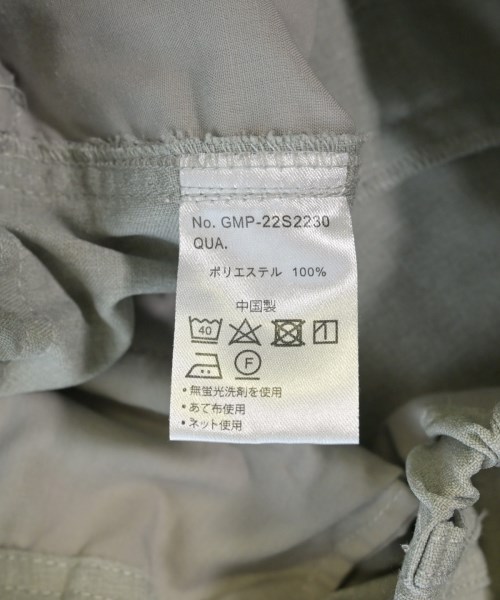 No. GMP-22S2230
QUA.
ポリエステル 100%
中国製
40
F
・無蛍光洗剤を使用
・あて布使用
・ネット使用